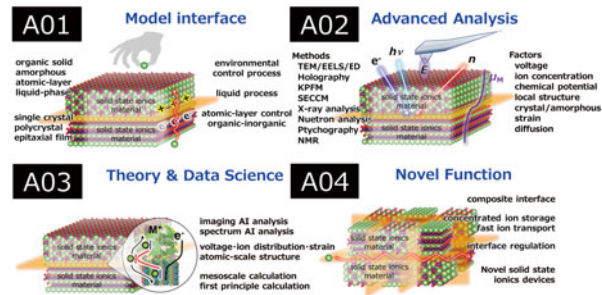 A01
Model interface
organic solid
amorphous
atomic-layer
liquid-phase
single crystal
polycrystal
epitaxial film
solid state ionics
material
solid state ionics
material
environmental
control process
liquid process
atomic-layer control
organic-inorganic
A02
Advanced Analysis
Methods
TEM/EELS/ED
Holography
KPFM
SECCM
X-ray analysis
Nuetron analysis
Ptychography
NMR
e-
hν
E
n
μM
solid state ionics
material
solid state ionics
material
Factors
voltage
ion concentration
chemical potential
local structure
crystal/amorphous
strain
diffusion
A03
Theory & Data Science
solid state ionics
material
solid state ionics
material
M+
e-
imaging AI analysis
spectrum AI analysis
voltage-ion distribution-strain
atomic-scale structure
mesoscale calculation
first principle calculation
A04
Novel Function
solid state ionics
material
solid state ionics
material
composite interface
concentrated ion storage
fast ion transport
interface regulation
Novel solid state
ionics devices